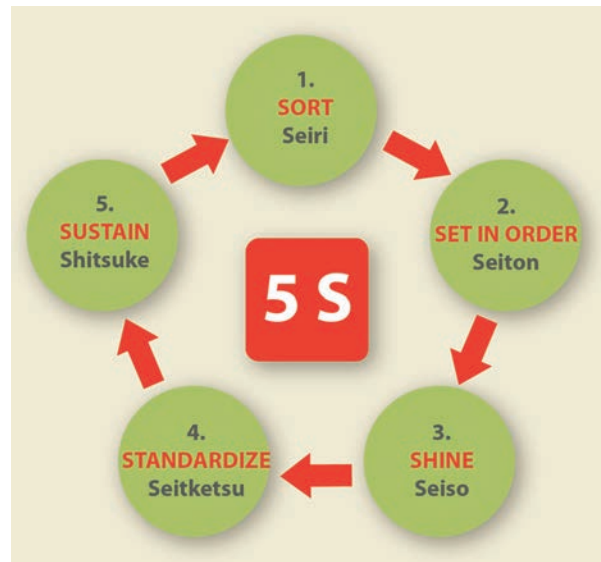 1.
SORT
Seiri
2.
SET IN ORDER
Seiton
3.
SHINE
Seiso
4.
STANDARDIZE
Seitketsu
5.
SUSTAIN
Shitsuke
5 S